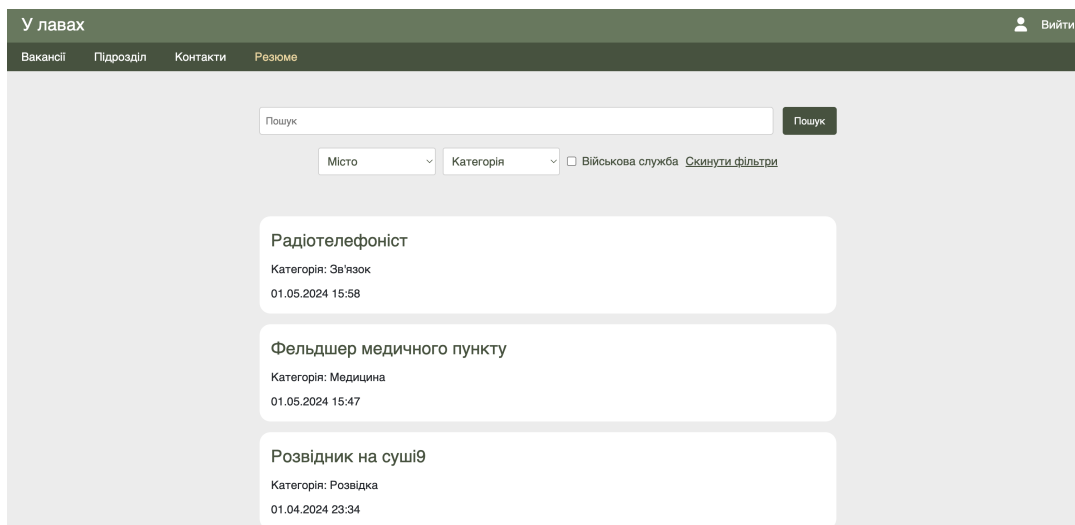 У лавах
Вийти
Вакансії Підрозділ Контакти Резюме
Пошук Пошук
Місто Категорія Військова служба Скинути фільтри
Радіотелефоніст
Категорія: Зв'язок
01.05.2024 15:58
Фельдшер медичного пункту
Категорія: Медицина
01.05.2024 15:47
Розвідник на суші9
Категорія: Розвідка
01.04.2024 23:34